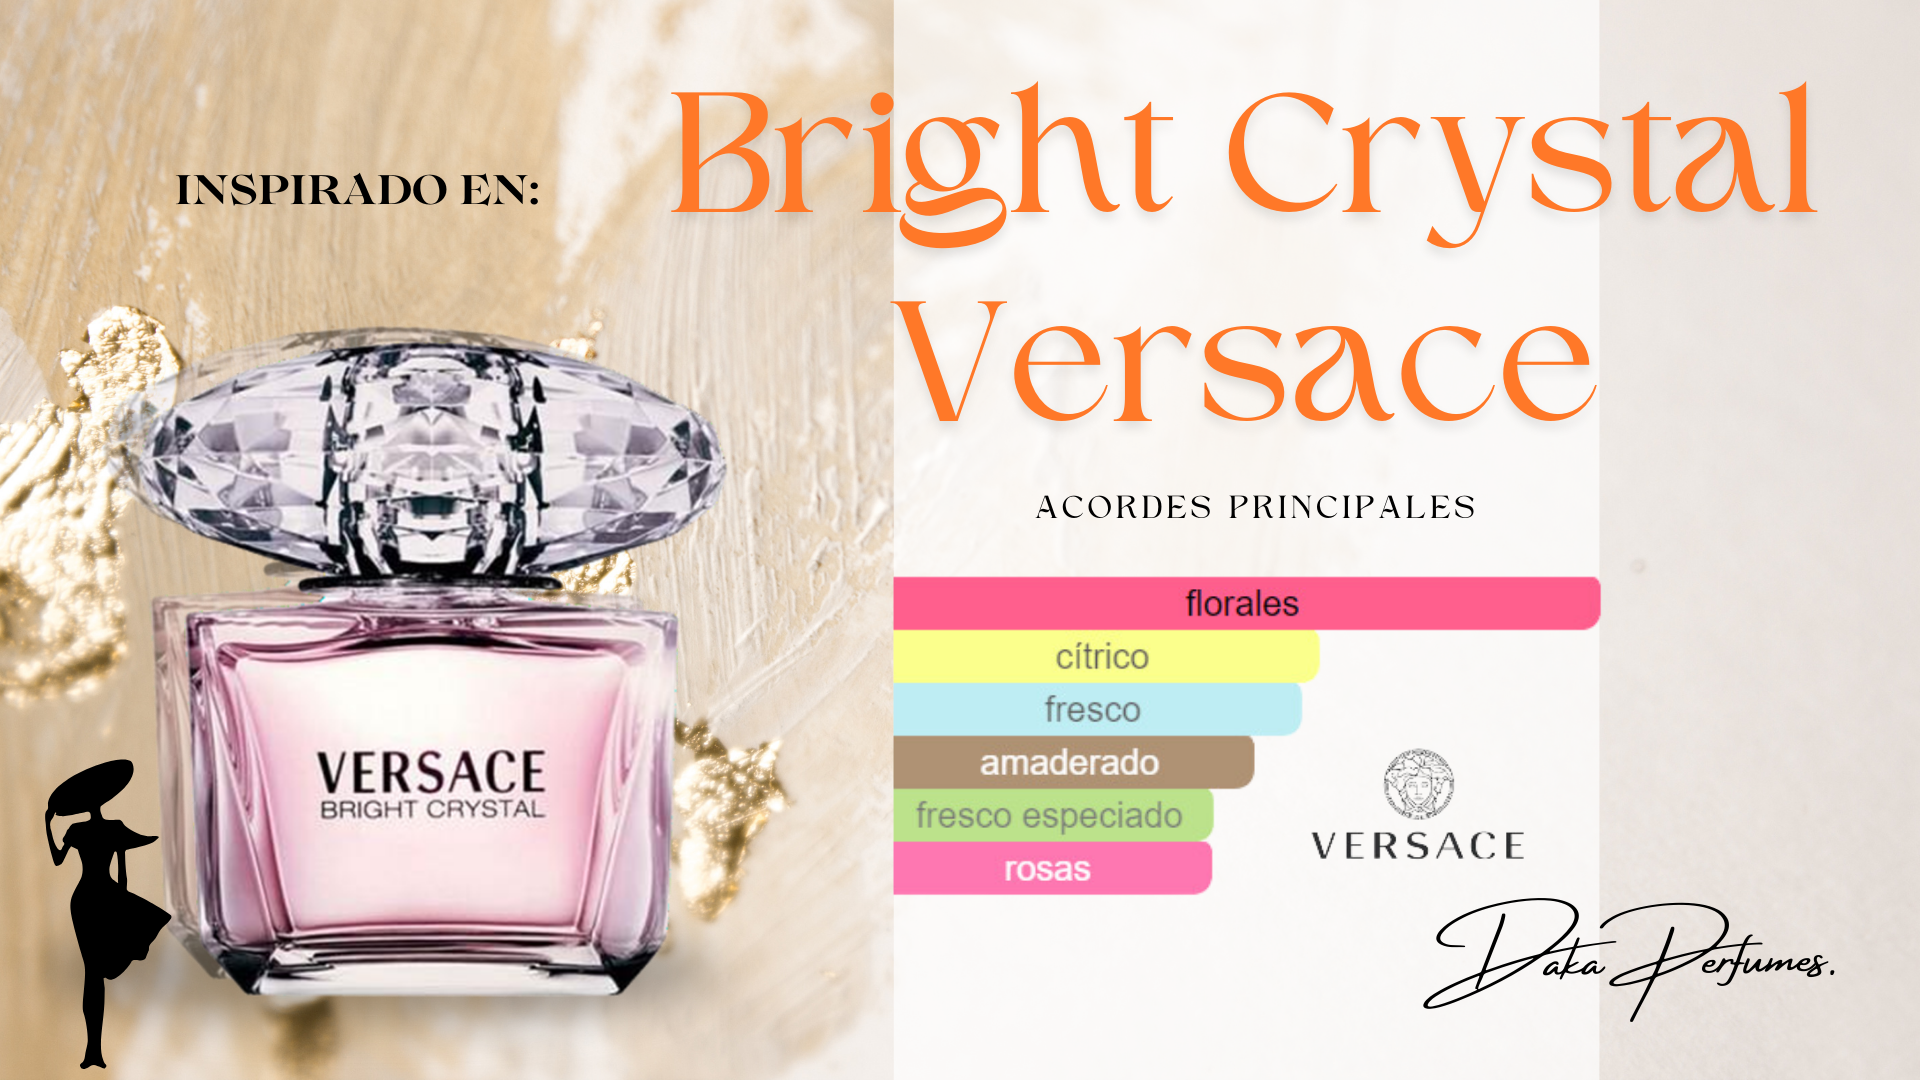 INSPIRADO EN:
Bright Crystal
Versace
ACORDES PRINCIPALES
florales
cítrico
fresco
amaderado
fresco especiado
rosas
VERSACE
BRIGHT CRYSTAL
VERSACE
Daka Perfumes.